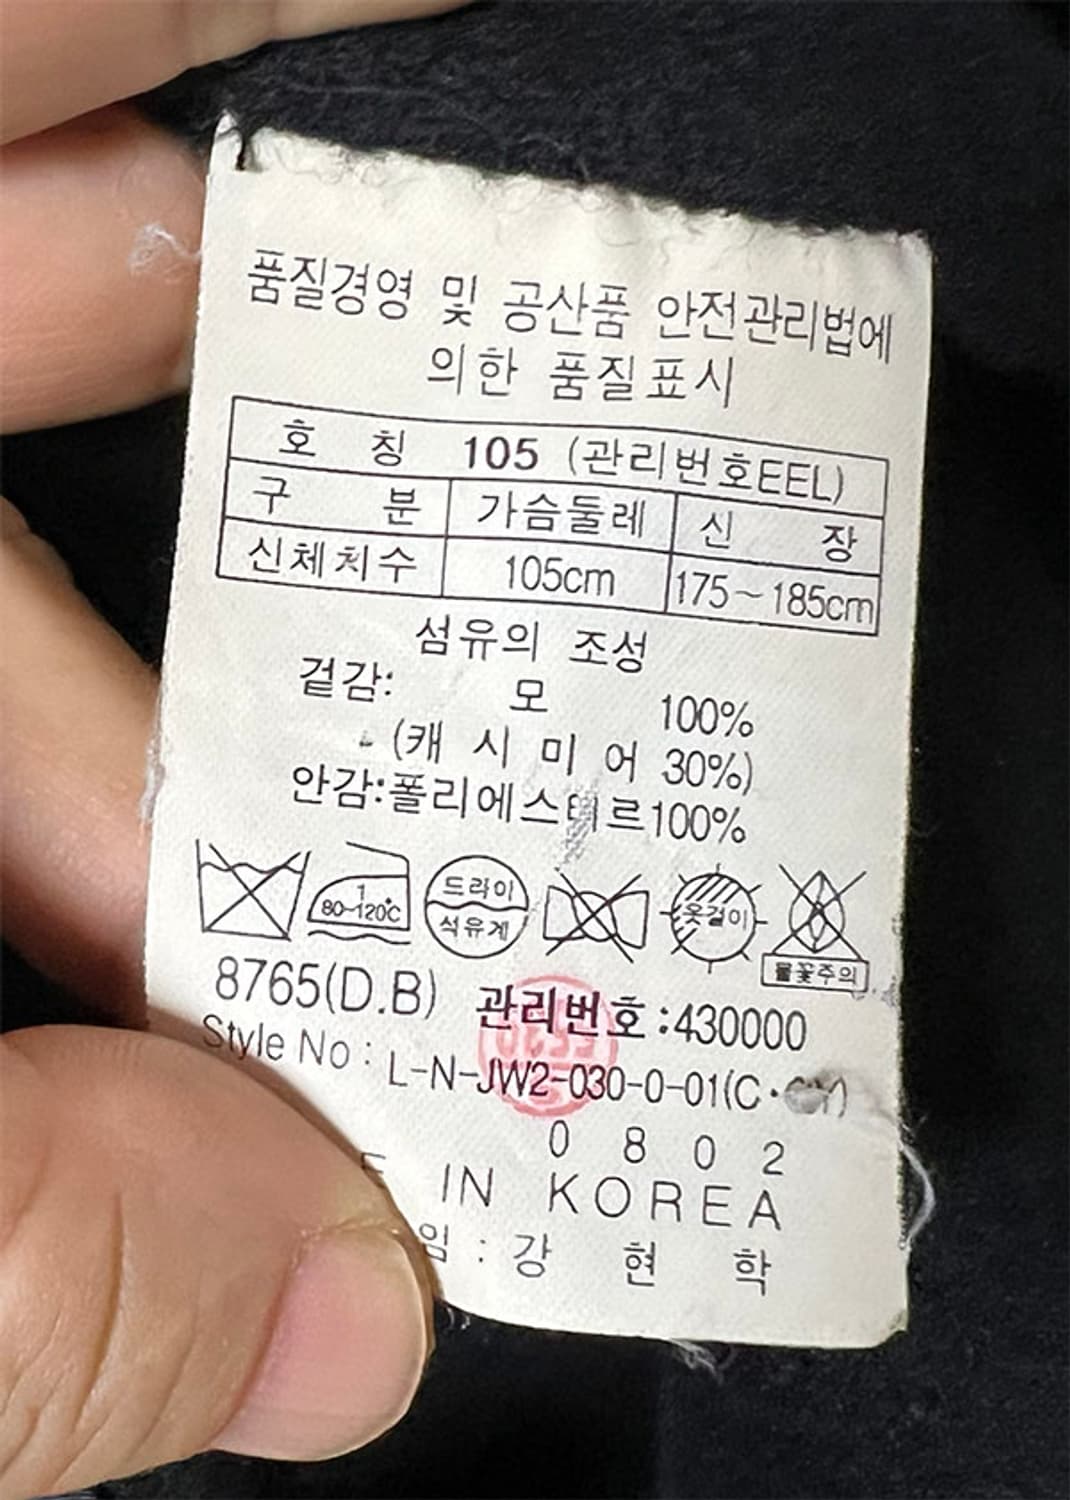 품질경영 및 공산품 안전관리법에
의한 품질표시
호 칭 105 (관리번호EEL)
구 분 가슴둘레 신 장
신체치수 105cm 175~185cm
섬유의 조성
겉감: 모 100%
(캐 시 미 어 30%)
안감:폴리에스테르100%
1
80~120℃
드라이
석유계
옷걸이
불꽃주의
8765(D.B) 관리번호:430000
Style No: L-N-JW2-030-0-01(C·
0 8 0 2
IN KOREA
임 : 강 현 학